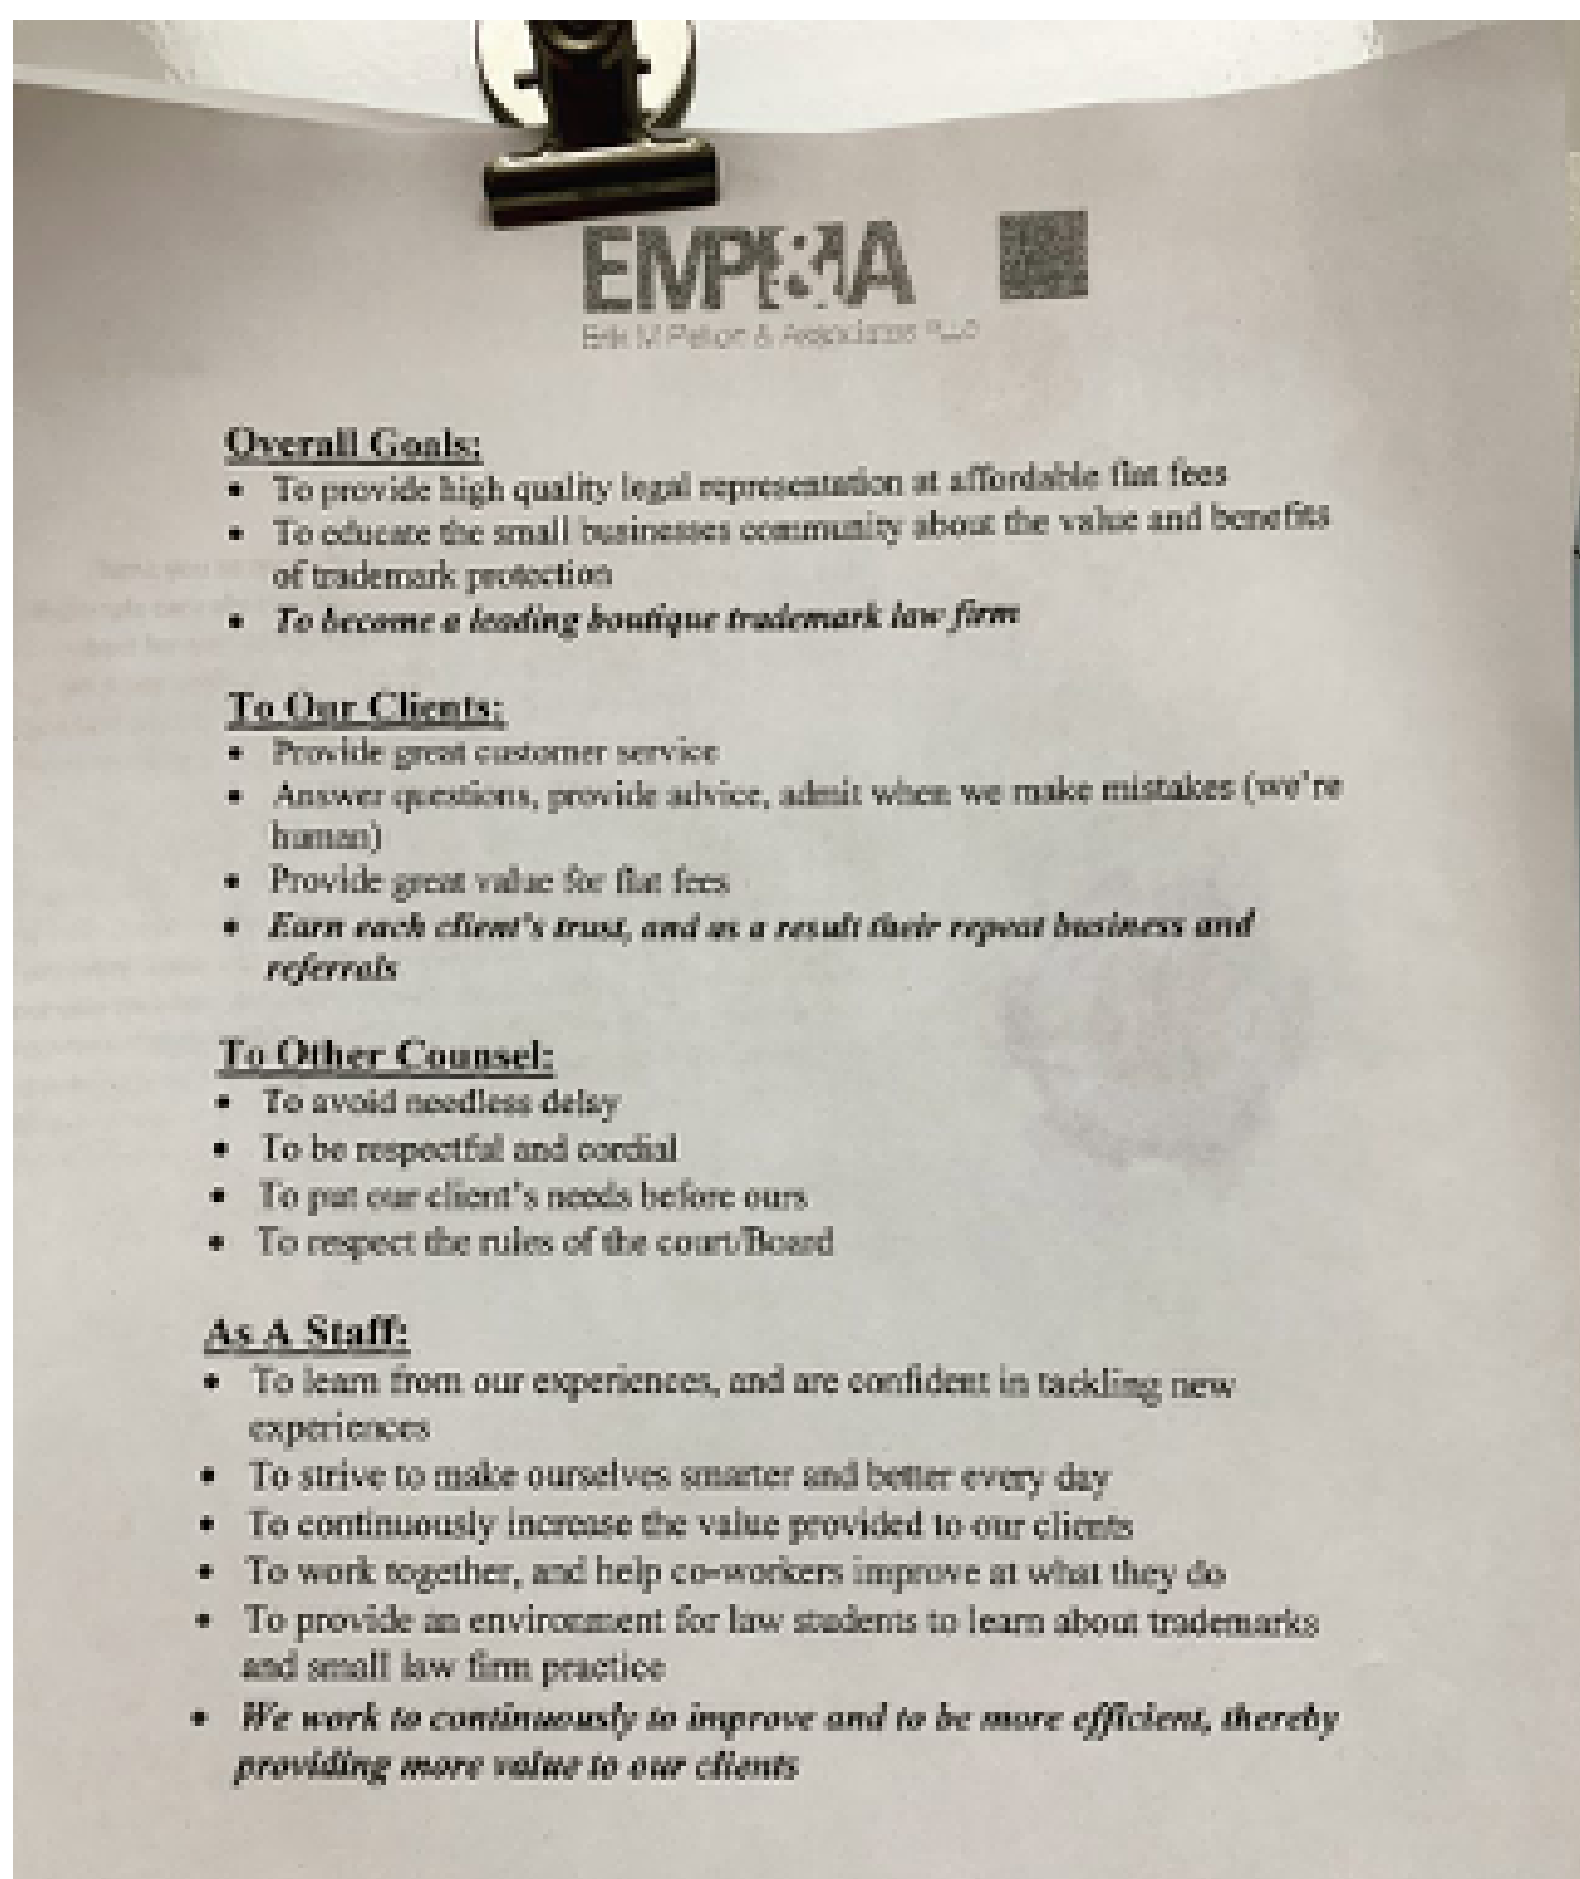 EMP&A
Erik M Pelton & Associates PLLC
Overall Goals:
• To provide high quality legal representation at affordable flat fees
• To educate the small businesses community about the value and benefits
of trademark protection
• To become a leading boutique trademark law firm
To Our Clients:
• Provide great customer service
• Answer questions, provide advice, admit when we make mistakes (we're
human)
• Provide great value for flat fees
• Earn each client's trust, and as a result their repeat business and
referrals
To Other Counsel:
• To avoid needless delay
• To be respectful and cordial
• To put our client's needs before ours
• To respect the rules of the court/Board
As A Staff:
• To learn from our experiences, and are confident in tackling new
experiences
• To strive to make ourselves smarter and better every day
• To continuously increase the value provided to our clients
• To work together, and help co-workers improve at what they do
• To provide an environment for law students to learn about trademarks
and small law firm practice
• We work to continuously to improve and to be more efficient, thereby
providing more value to our clients